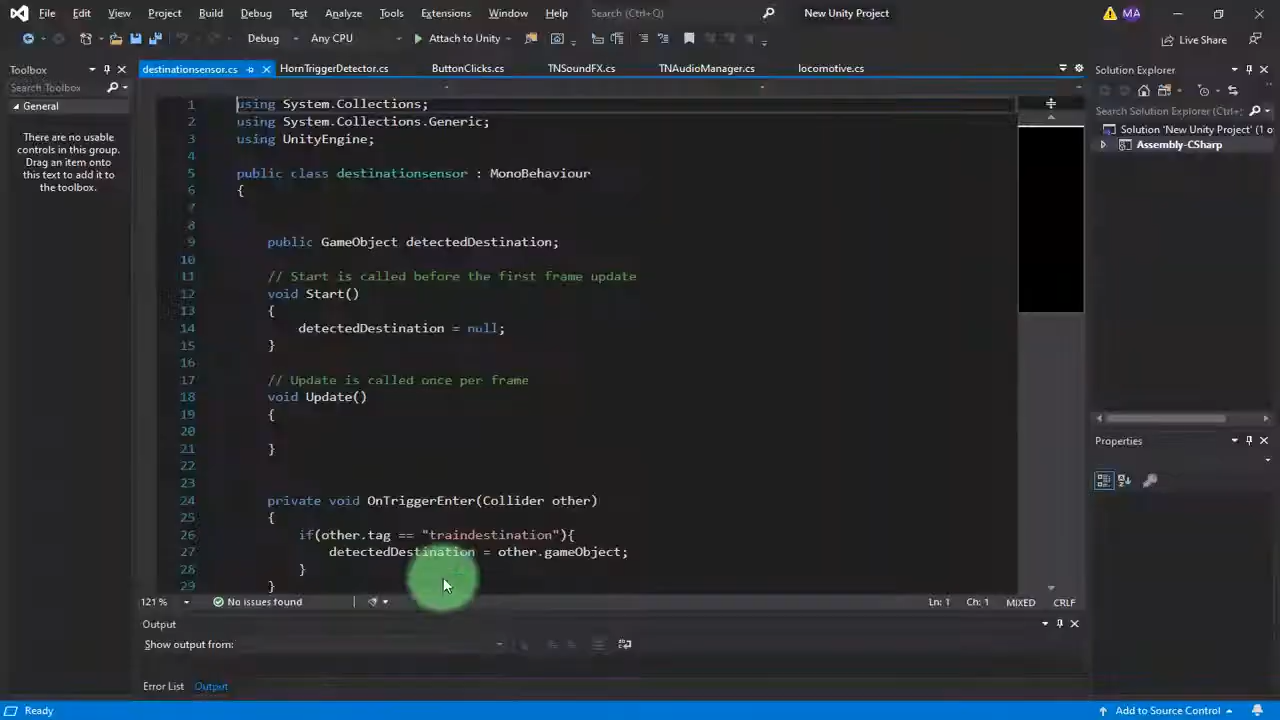 File Edit View Project Build Debug Test Analyze Tools Extensions Window Help Search (Ctrl+Q) New Unity Project MA
Debug Any CPU Attach to Unity Live Share
Toolbox
Search Toolbox
General
There are no usable
controls in this group.
Drag an item onto
this text to add it to
the toolbox.
destinationsensor.cs HornTriggerDetector.cs ButtonClicks.cs TNSoundFX.cs TNAudioManager.cs locomotive.cs
1 using System.Collections;
2 using System.Collections.Generic;
3 using UnityEngine;
4
5 public class destinationsensor : MonoBehaviour
6 {
7
8
9 public GameObject detectedDestination;
10
11 // Start is called before the first frame update
12 void Start()
13 {
14 detectedDestination = null;
15 }
16
17 // Update is called once per frame
18 void Update()
19 {
20
21 }
22
23
24 private void OnTriggerEnter(Collider other)
25 {
26 if(other.tag == "traindestination"){
27 detectedDestination = other.gameObject;
28 }
29 }
121 % No issues found Ln: 1 Ch: 1 MIXED CRLF
Output
Show output from:
Error List Output
Solution Explorer
Search Solution Explorer
Solution 'New Unity Project' (1 o
Assembly-CSharp
Properties
Ready Add to Source Control